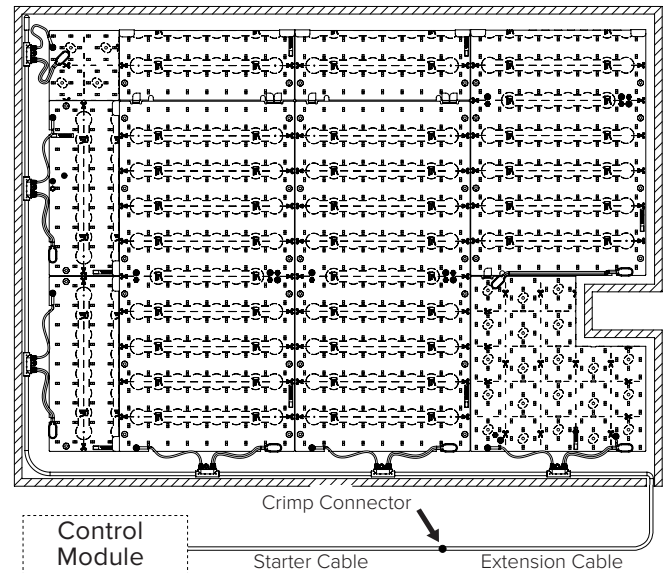 Crimp Connector
Control
Module
Starter Cable
Extension Cable